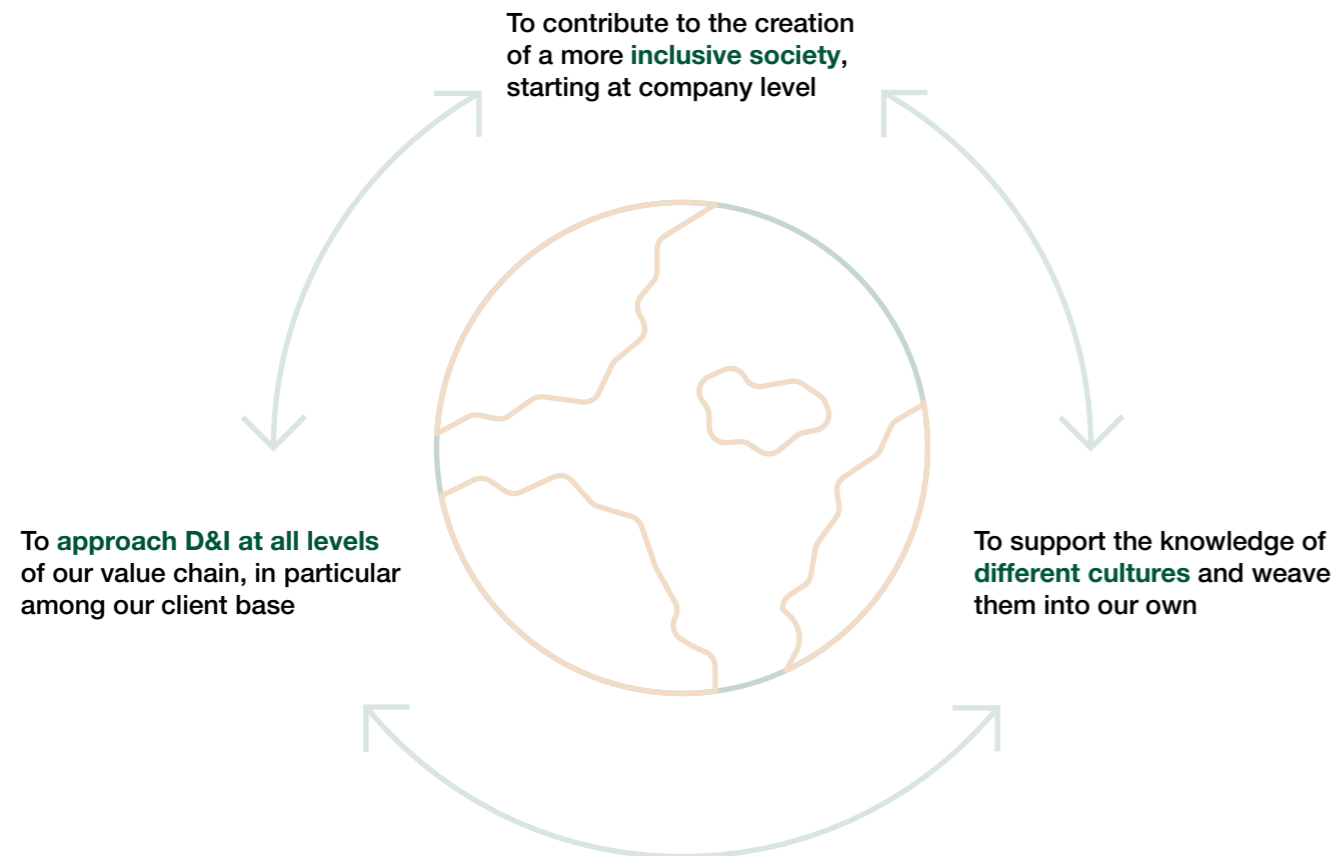 To contribute to the creation
of a more inclusive society,
starting at company level
To approach D&I at all levels
of our value chain, in particular
among our client base
To support the knowledge of
different cultures and weave
them into our own